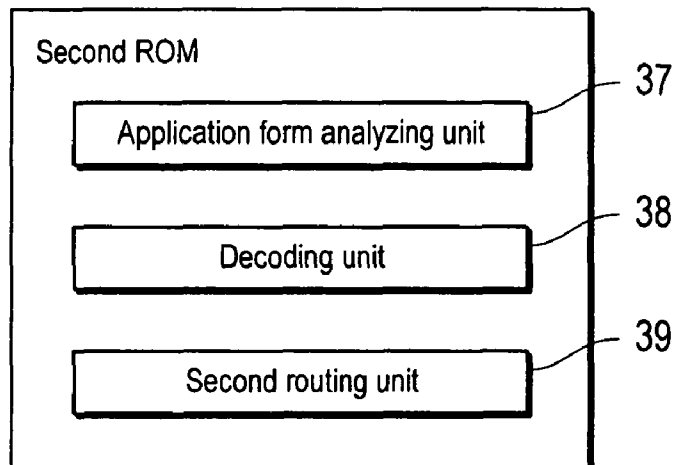 Second ROM
37
Application form analyzing unit
38
Decoding unit
39
Second routing unit